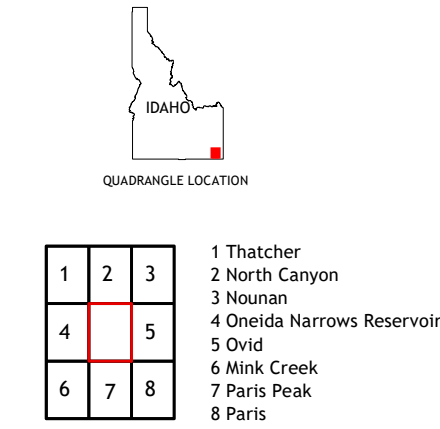 IDAHO
QUADRANGLE LOCATION
1 2 3
4 5
6 7 8
1 Thatcher
2 North Canyon
3 Nounan
4 Oneida Narrows Reservoir
5 Ovid
6 Mink Creek
7 Paris Peak
8 Paris